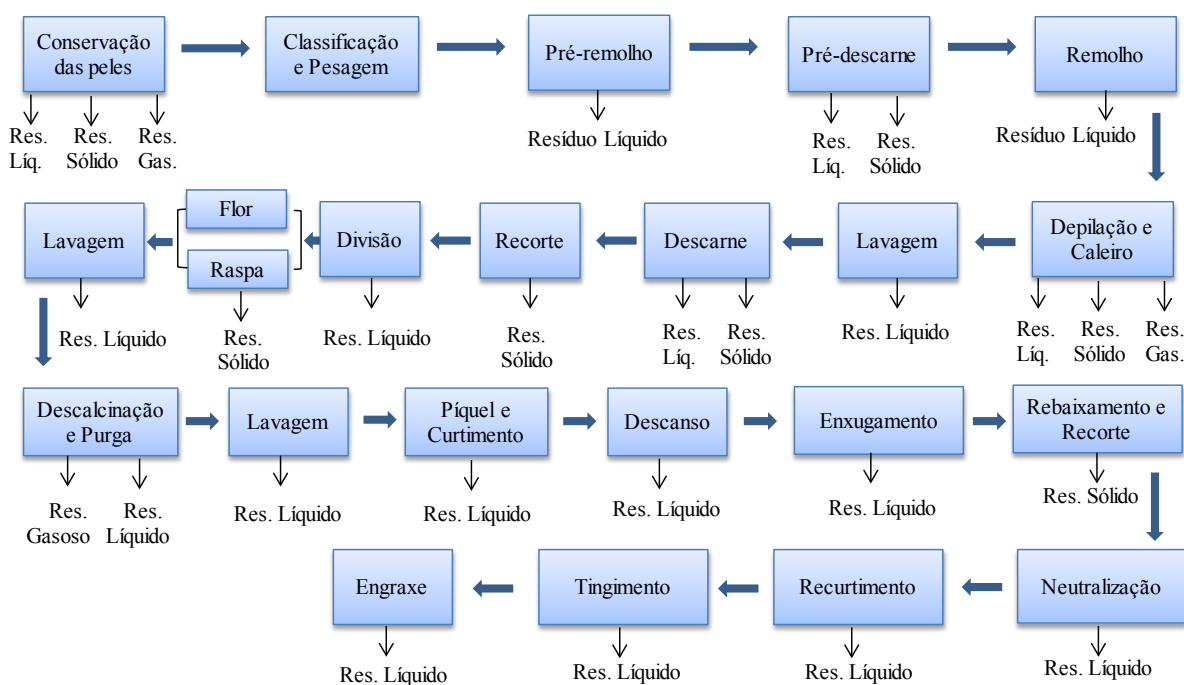 Conservação
das peles
Classificação
e Pesagem
Pré-remolho
Pré-descarne
Remolho
Res.
Líq.
Res.
Sólido
Res.
Gas.
Resíduo Líquido
Res.
Líq.
Res.
Sólido
Resíduo Líquido
Lavagem
Flor
Raspa
Divisão
Recorte
Descarne
Lavagem
Depilação e
Caleiro
Res. Líquido
Res.
Sólido
Res. Líquido
Res.
Sólido
Res.
Líq.
Res.
Sólido
Res. Líquido
Res.
Líq.
Res.
Sólido
Res.
Gas.
Descalcinação
e Purga
Lavagem
Píquel e
Curtimento
Descanso
Enxugamento
Rebaixamento e
Recorte
Res.
Gasoso
Res.
Líquido
Res. Líquido
Res. Líquido
Res. Líquido
Res. Líquido
Res. Sólido
Engraxe
Tingimento
Recurtimento
Neutralização
Res. Líquido
Res. Líquido
Res. Líquido
Res. Líquido